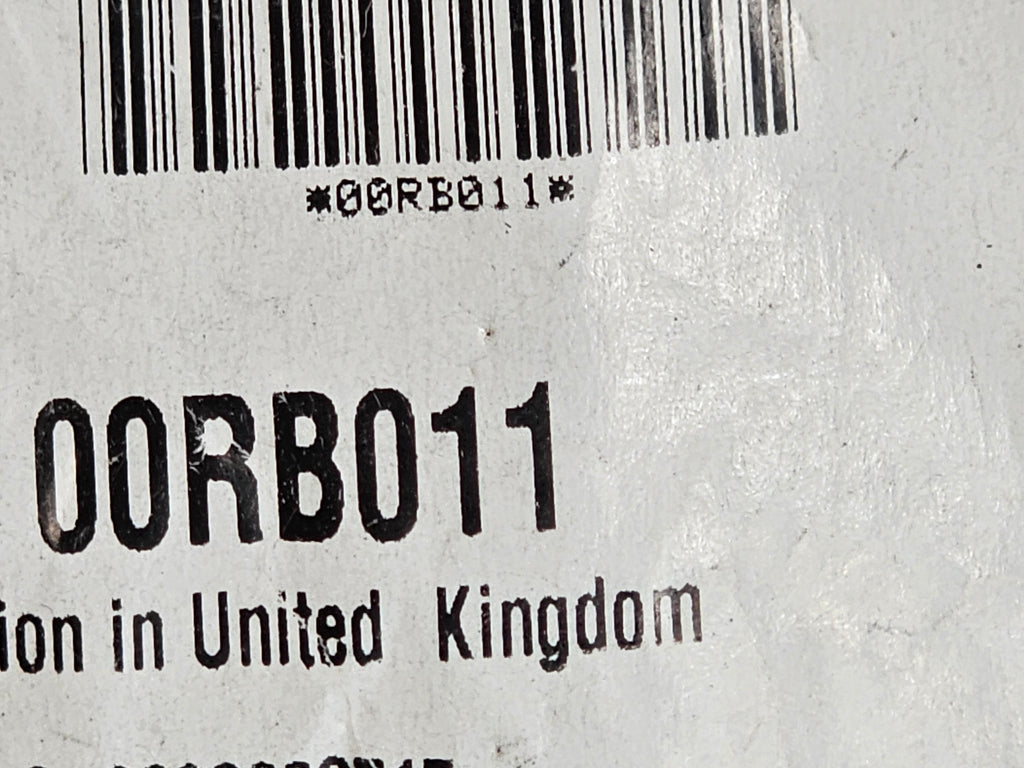 *00RB011*
00RB011
ion in United Kingdom